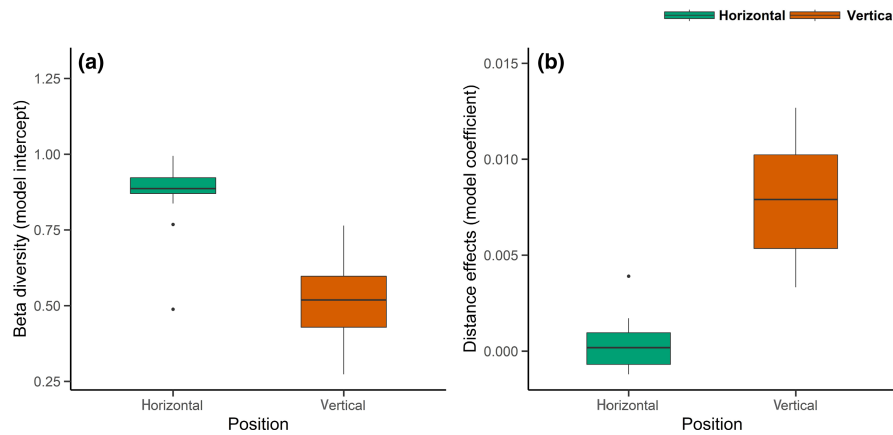 Horizontal Vertica
(a)
Beta diversity (model intercept)
1.25
1.00
0.75
0.50
0.25
Horizontal Vertical
Position
(b)
Distance effects (model coefficient)
0.015
0.010
0.005
0.000
Horizontal Vertical
Position